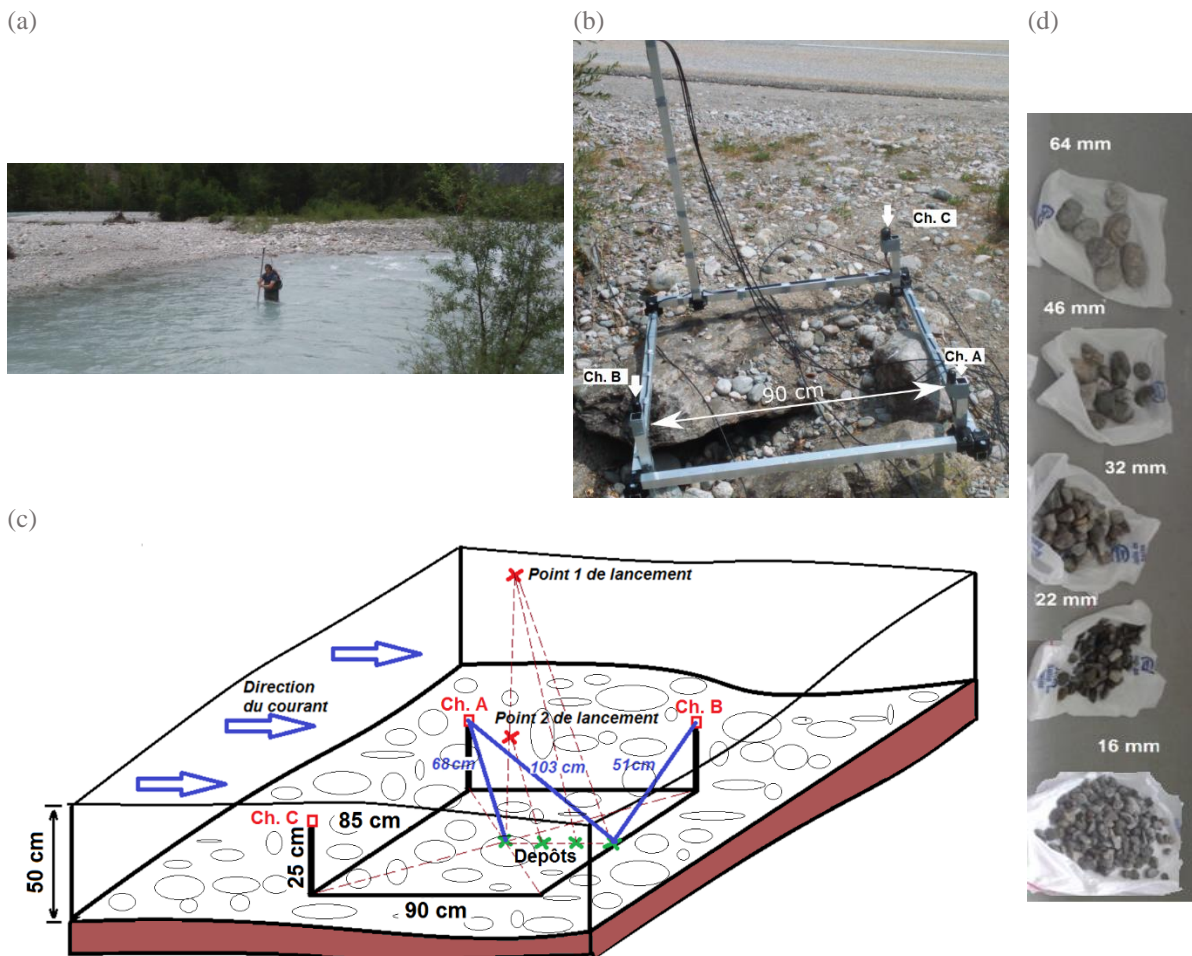 (a)
(b)
(d)
Ch. C
Ch. A
Ch. B
90 cm
64 mm
46 mm
32 mm
22 mm
16 mm
(c)
Point 1 de lancement
Direction
du courant
Ch. A
Point 2 de lancement
Ch. B
68cm
103 cm
51cm
Ch. C
85 cm
Depôts
25 cm
50 cm
90 cm